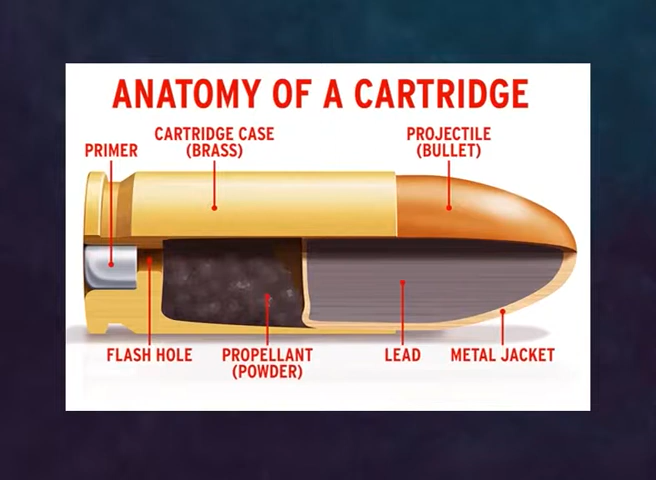 ANATOMY OF A CARTRIDGE
CARTRIDGE CASE
(BRASS)
PROJECTILE
(BULLET)
PRIMER
FLASH HOLE
PROPELLANT
(POWDER)
LEAD
METAL JACKET